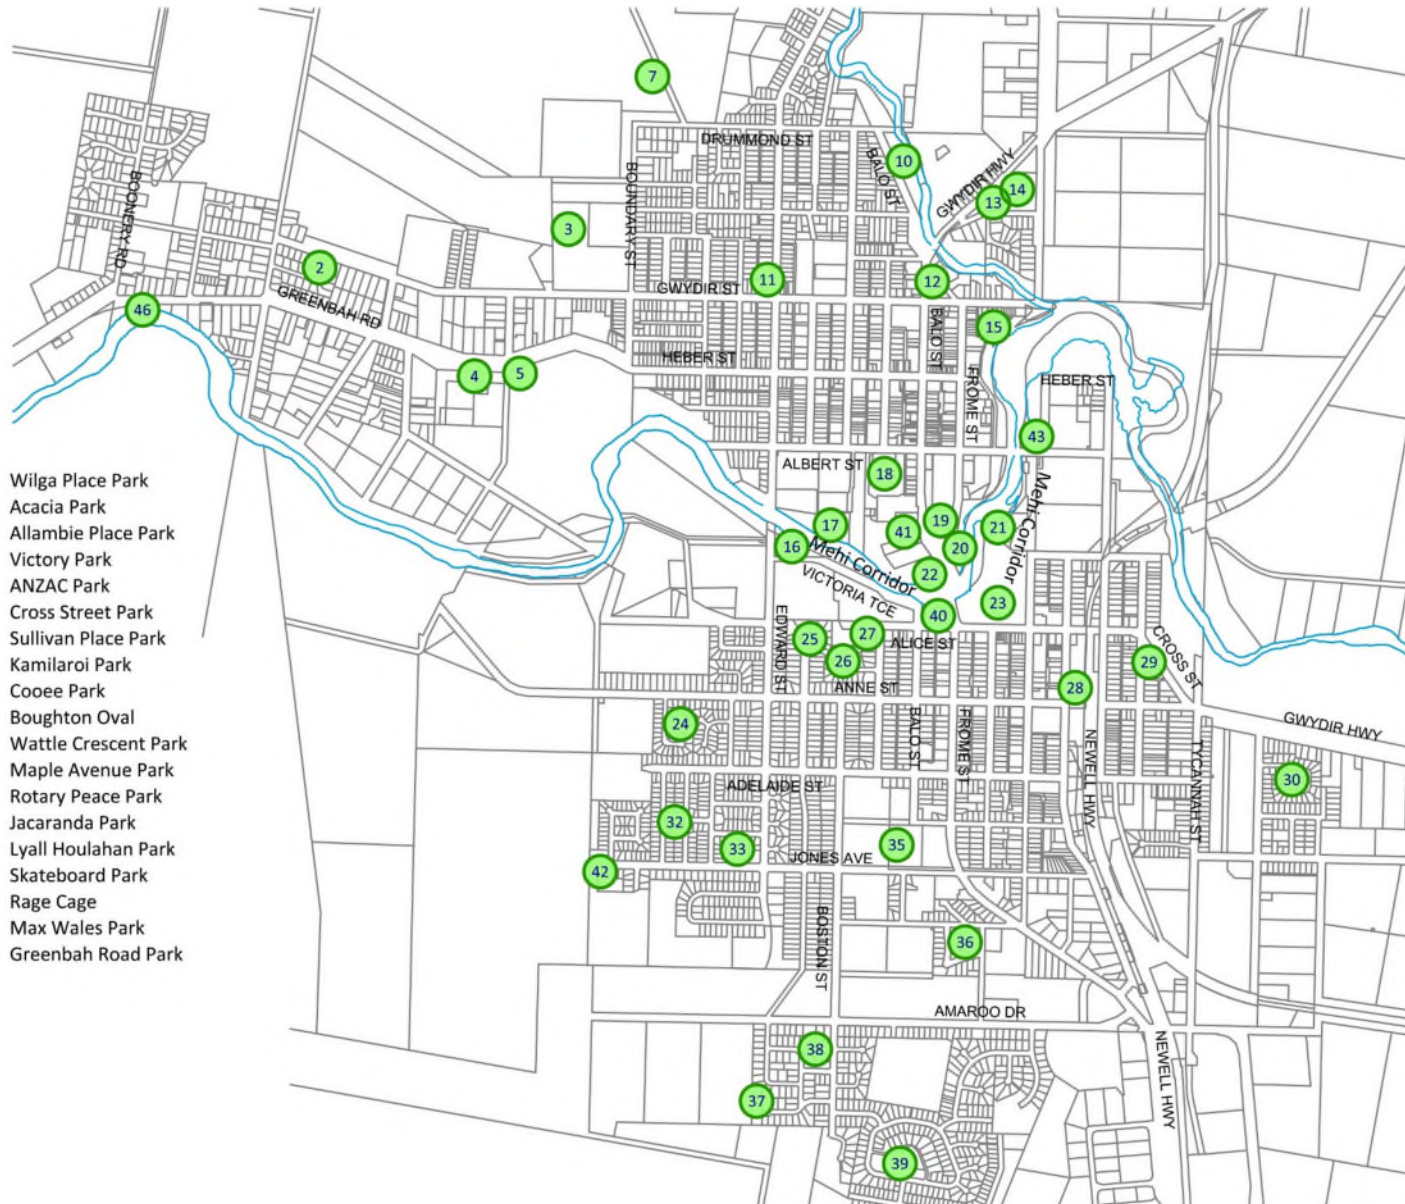 7
DRUMMOND ST
10
BALO ST
GWYDIR HWY
14
13
BOONERY RD
BOUNDARY ST
3
2
11
12
GWYDIR ST
GREENBAH RD
46
BALO ST
15
HEBER ST
4
5
FROME ST
HEBER ST
43
ALBERT ST
18
Wilga Place Park
Acacia Park
Allambie Place Park
Victory Park
ANZAC Park
Cross Street Park
Sullivan Place Park
Kamilaroi Park
Cooee Park
Boughton Oval
Wattle Crescent Park
Maple Avenue Park
Rotary Peace Park
Jacaranda Park
Lyall Houlahan Park
Skateboard Park
Rage Cage
Max Wales Park
Greenbah Road Park
Mehi Corridor
17
19
41
21
16
20
Mehi Corridor
22
VICTORIA TCE
23
40
EDWARD ST
25
27
ALICE ST
26
CROSS ST
29
ANNE ST
28
24
BALO ST
FROME ST
GWYDIR HWY
NEWELL HWY
TYCANNAH ST
30
ADELAIDE ST
32
33
35
JONES AVE
42
BOSTON ST
36
AMAROO DR
38
NEWELL HWY
37
39